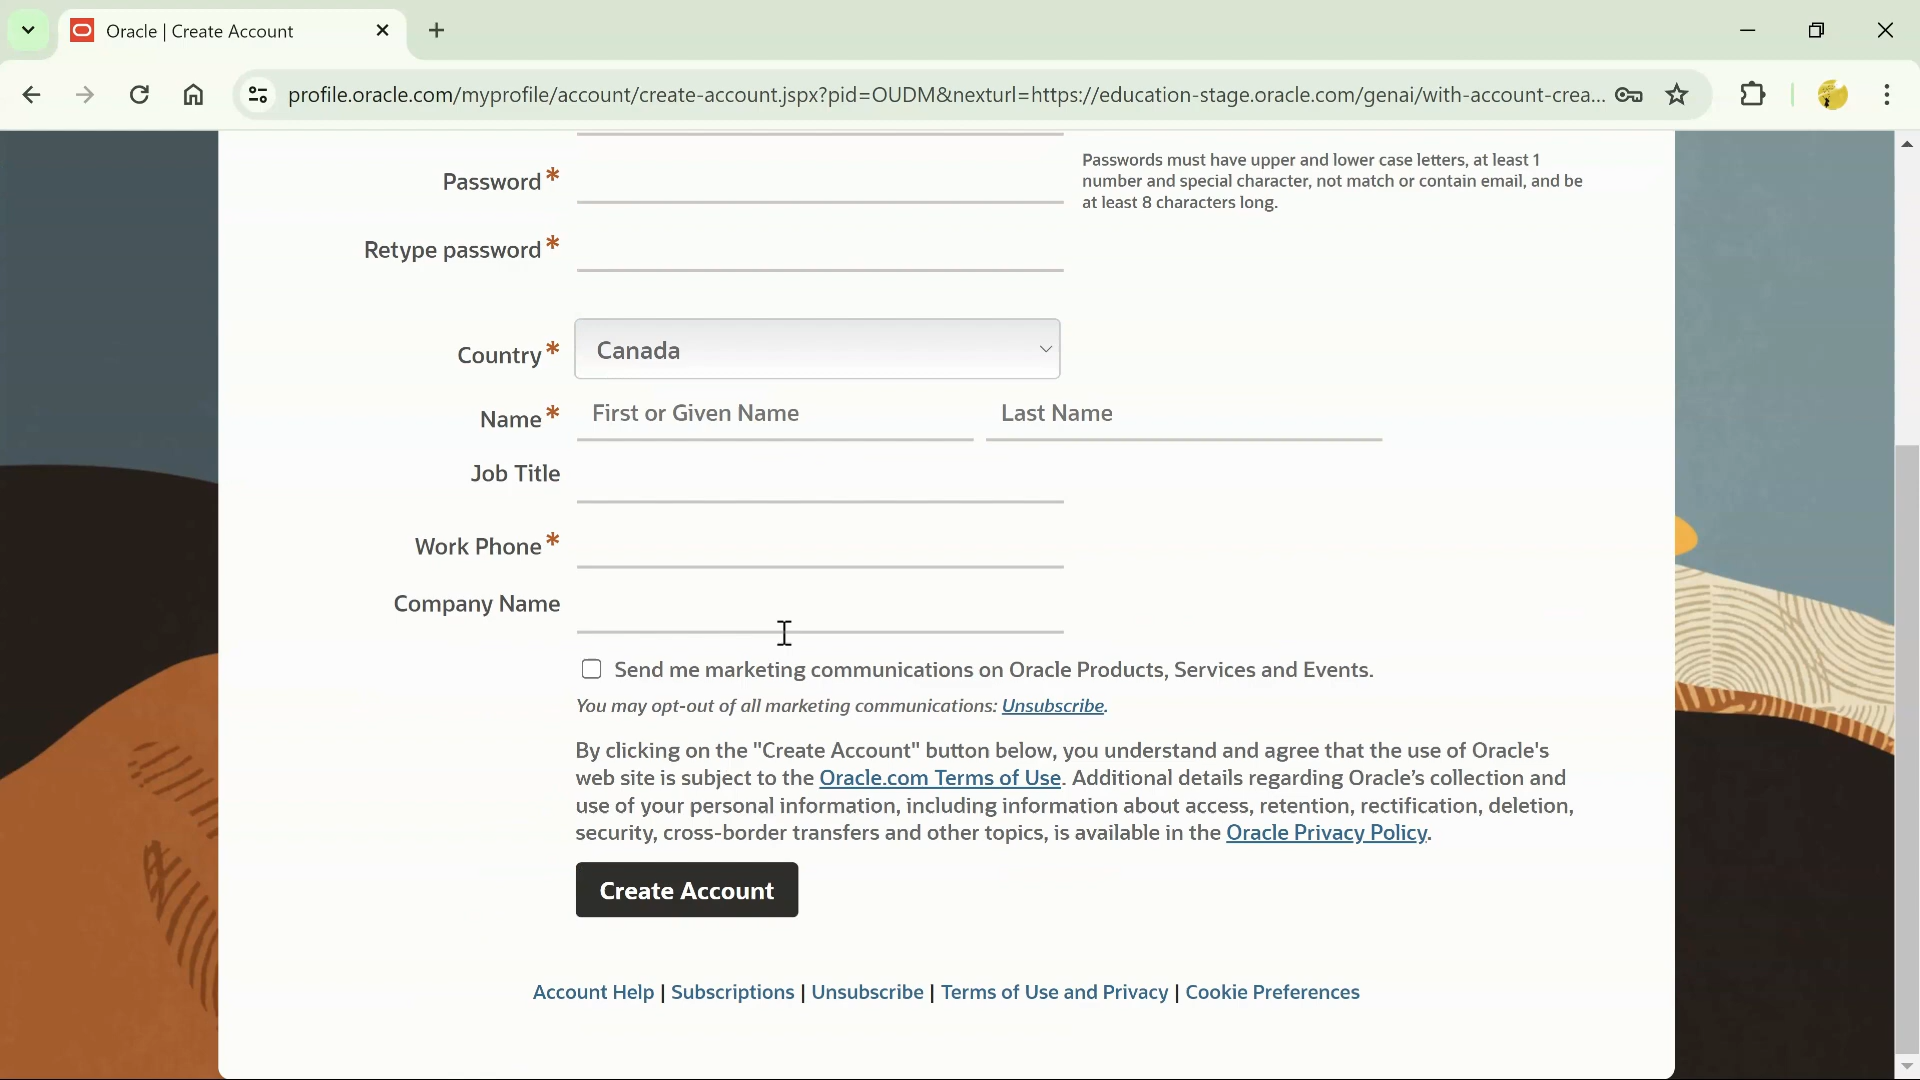 Oracle | Create Account
profile.oracle.com/myprofile/account/create-account.jspx?pid=OUDM&nexturl=https://education-stage.oracle.com/genai/with-account-crea...
Password*
Passwords must have upper and lower case letters, at least 1
number and special character, not match or contain email, and be
at least 8 characters long.
Retype password*
Country* Canada
Name* First or Given Name Last Name
Job Title
Work Phone*
Company Name
Send me marketing communications on Oracle Products, Services and Events.
You may opt-out of all marketing communications: Unsubscribe.
By clicking on the "Create Account" button below, you understand and agree that the use of Oracle's
web site is subject to the Oracle.com Terms of Use. Additional details regarding Oracle’s collection and
use of your personal information, including information about access, retention, rectification, deletion,
security, cross-border transfers and other topics, is available in the Oracle Privacy Policy.
Create Account
Account Help | Subscriptions | Unsubscribe | Terms of Use and Privacy | Cookie Preferences